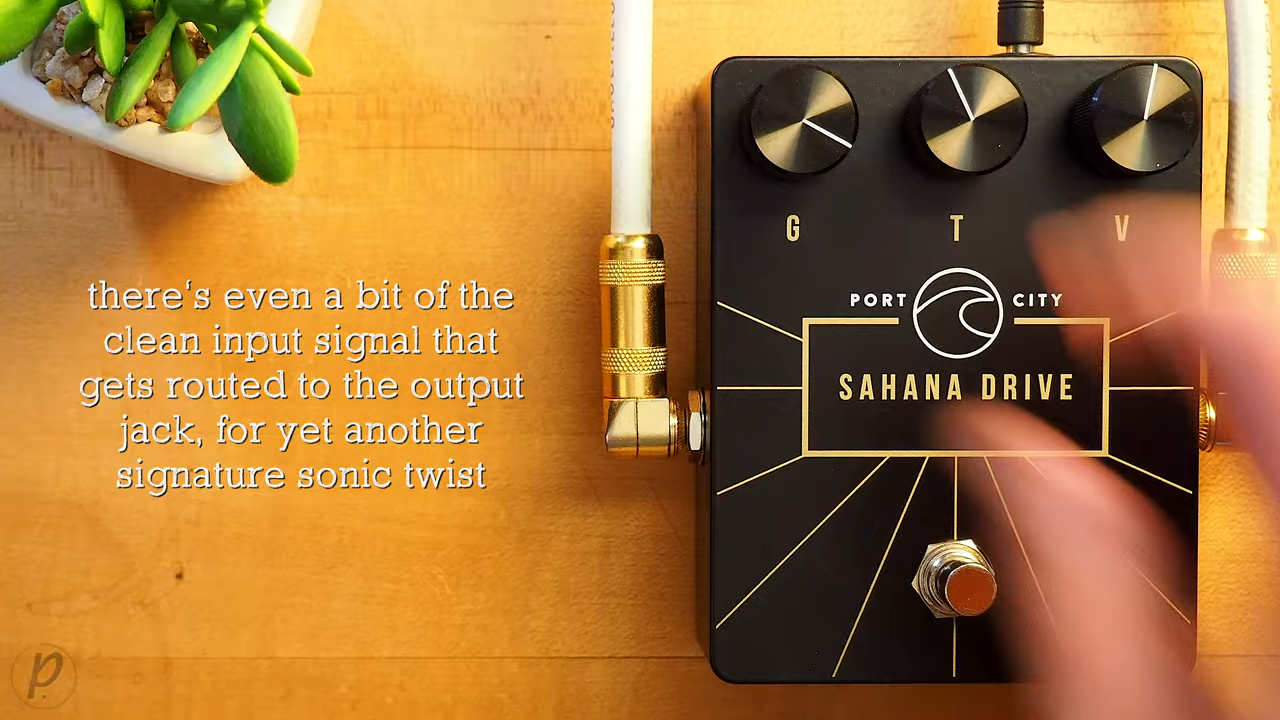 there's even a bit of the
clean input signal that
gets routed to the output
jack, for yet another
signature sonic twist
G T V
PORT CITY
SAHANA DRIVE
p.